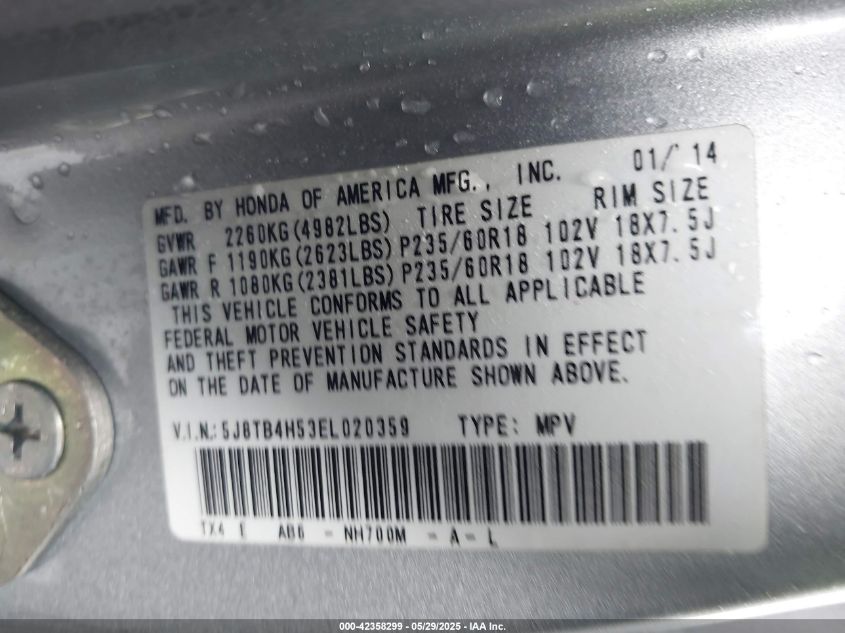 01/ 14
MFD. BY HONDA OF AMERICA MFG., INC.
GVWR 2260KG(4982LBS) TIRE SIZE RIM SIZE
GAWR F 1190KG(2623LBS) P235/60R18 102V 18X7.5J
GAWR R 1080KG(2381LBS) P235/60R18 102V 18X7.5J
THIS VEHICLE CONFORMS TO ALL APPLICABLE
FEDERAL MOTOR VEHICLE SAFETY
AND THEFT PREVENTION STANDARDS IN EFFECT
ON THE DATE OF MANUFACTURE SHOWN ABOVE.
V.I.N.: 5J8TB4H53EL020359 TYPE: MPV
TX4 E AB6 - NH700M - A - L
000-42358299 - 05/29/2025 - IAA Inc.